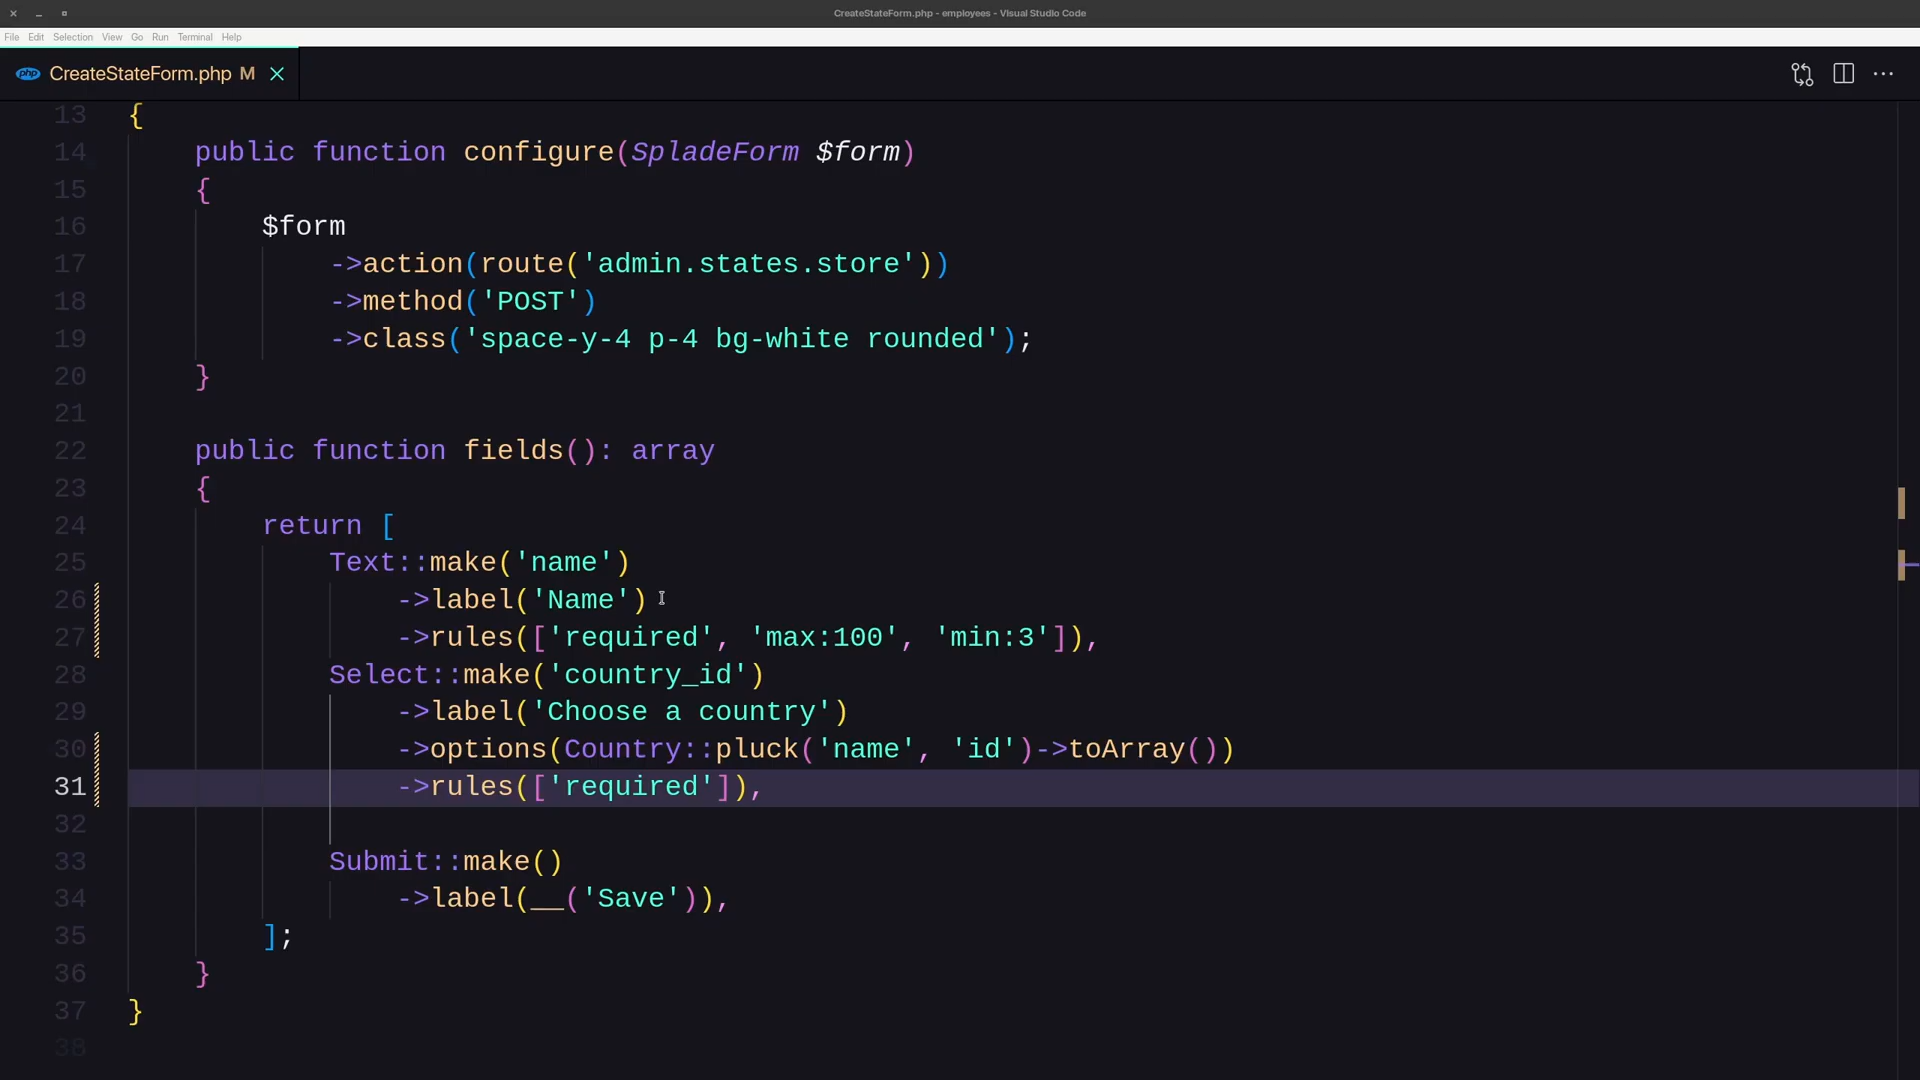 CreateStateForm.php - employees - Visual Studio Code
File Edit Selection View Go Run Terminal Help
php CreateStateForm.php M
13 {
14     public function configure(SpladeForm $form)
15     {
16         $form
17             ->action(route('admin.states.store'))
18             ->method('POST')
19             ->class('space-y-4 p-4 bg-white rounded');
20     }
21
22     public function fields(): array
23     {
24         return [
25             Text::make('name')
26                 ->label('Name')
27                 ->rules(['required', 'max:100', 'min:3']),
28             Select::make('country_id')
29                 ->label('Choose a country')
30                 ->options(Country::pluck('name', 'id')->toArray())
31                 ->rules(['required']),
32
33             Submit::make()
34                 ->label(__('Save')),
35         ];
36     }
37 }
38